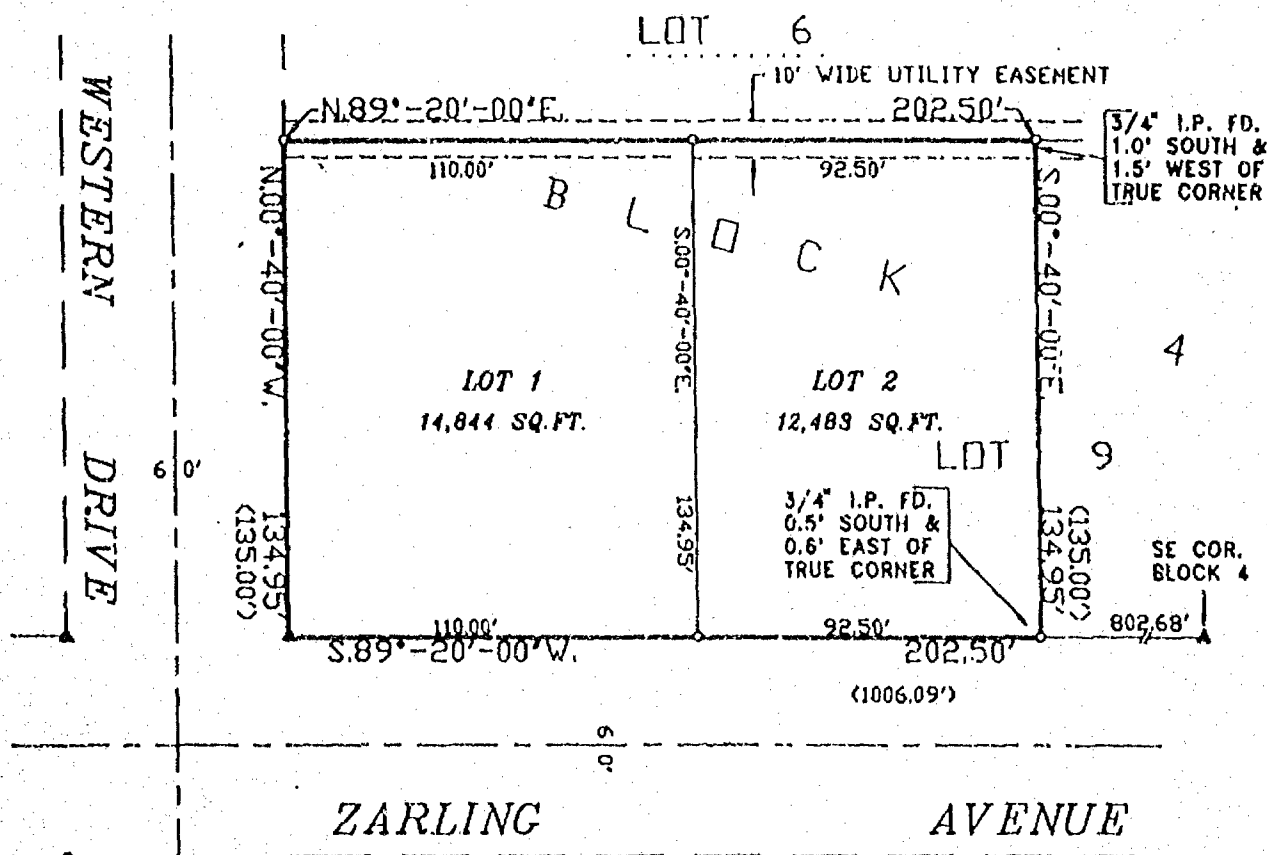 LOT 6
10' WIDE UTILITY EASEMENT
N.89°-20'-00"E.
202.50'
3/4" I.P. FD.
1.0' SOUTH &
1.5' WEST OF
TRUE CORNER
110.00'
92.50'
BLOCK
4
WESTERN DRIVE
60'
N.00°-40'-00"W.
134.95'
(135.00')
S.00°-40'-00"E.
134.95'
S.00°-40'-00"E.
134.95'
(135.00')
LOT 1
14,844 SQ.FT.
LOT 2
12,483 SQ.FT.
LOT 9
3/4" I.P. FD.
0.5' SOUTH &
0.6' EAST OF
TRUE CORNER
SE COR.
BLOCK 4
802.68'
110.00'
92.50'
S.89°-20'-00"W.
202.50'
(1006.09')
60'
ZARLING AVENUE